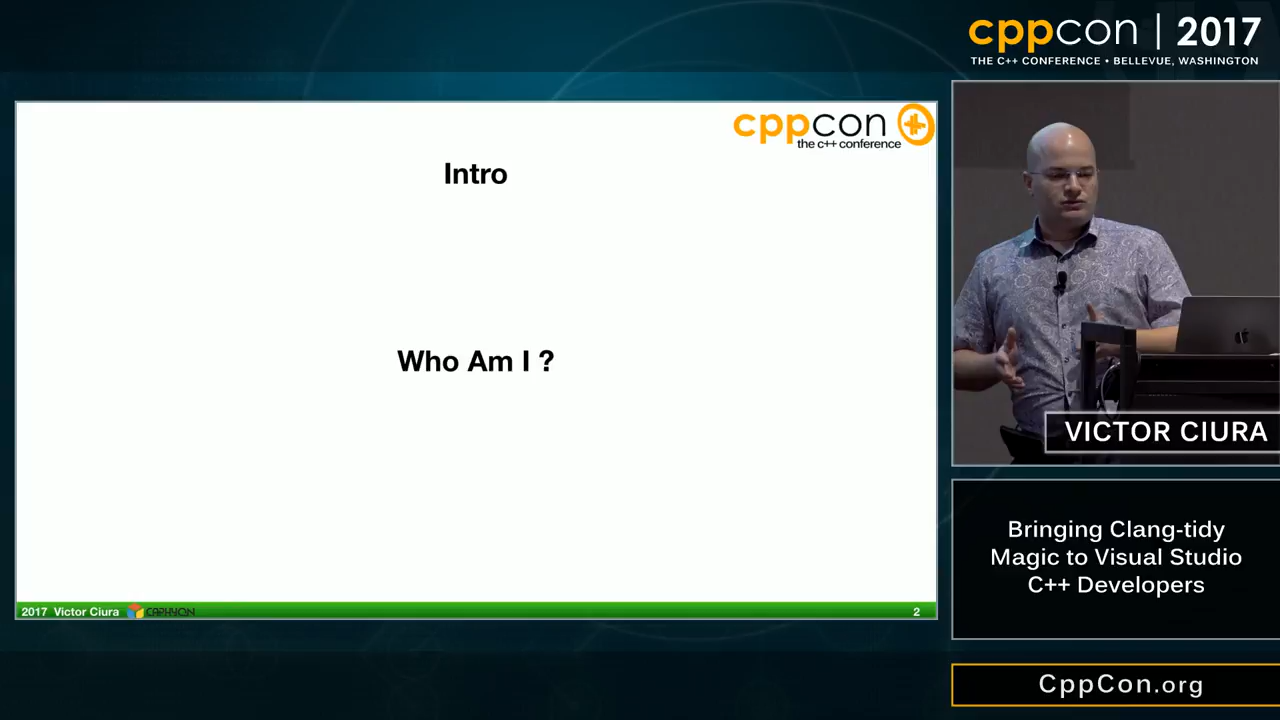 cppcon | 2017
THE C++ CONFERENCE • BELLEVUE, WASHINGTON
cppcon
the c++ conference
Intro
Who Am I ?
2017 Victor Ciura CAPHYON 2
VICTOR CIURA
Bringing Clang-tidy
Magic to Visual Studio
C++ Developers
CppCon.org